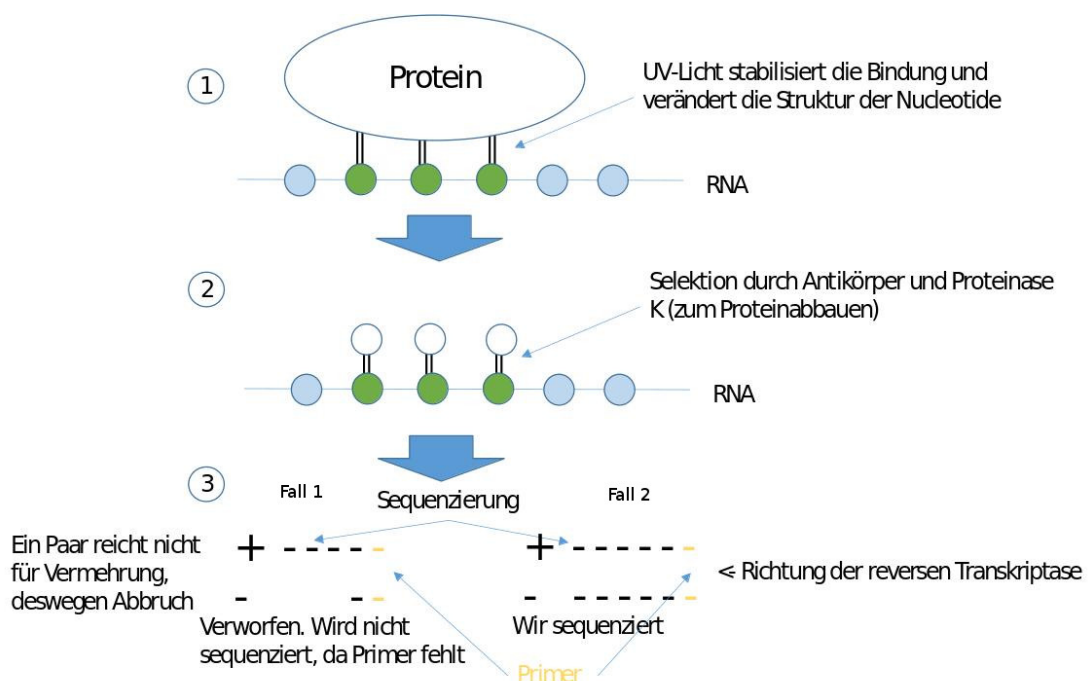 1
Protein
UV-Licht stabilisiert die Bindung und
verändert die Struktur der Nucleotide
RNA
2
Selektion durch Antikörper und Proteinase
K (zum Proteinabbauen)
RNA
3
Fall 1
Sequenzierung
Fall 2
Ein Paar reicht nicht
für Vermehrung,
deswegen Abbruch
+ - - - - -
- - -
Verworfen. Wird nicht
sequenziert, da Primer fehlt
+ - - - - - -
- - - - - - -
Wir sequenziert
<- Richtung der reversen Transkriptase
Primer